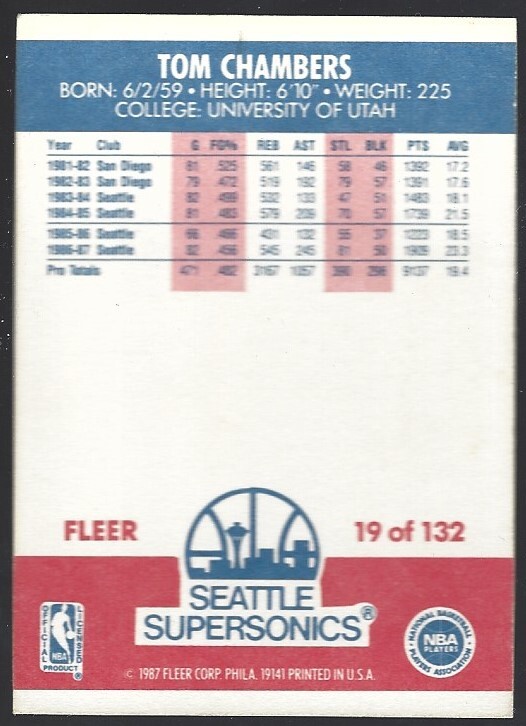 TOM CHAMBERS
BORN: 6/2/59 • HEIGHT: 6'10" • WEIGHT: 225
COLLEGE: UNIVERSITY OF UTAH
Year Club G FG% REB AST STL BLK PTS AVG
1981-82 San Diego 81 .525 561 146 58 46 1392 17.2
1982-83 San Diego 79 .472 519 192 79 57 1391 17.6
1983-84 Seattle 82 .499 532 133 47 51 1483 18.1
1984-85 Seattle 81 .483 579 209 70 57 1739 21.5
1985-86 Seattle 66 .466 431 132 55 37 1223 18.5
1986-87 Seattle 82 .456 545 245 81 50 1909 23.3
Pro Totals 471 3167 1057 390 298 9137 19.4
FLEER 19 of 132
SEATTLE
SUPERSONICS®
OFFICIAL LICENSED
NBA
PRODUCT ®
NATIONAL BASKETBALL
NBA
PLAYERS
PLAYERS ASSOCIATION
© 1987 FLEER CORP. PHILA. 19141 PRINTED IN U.S.A.